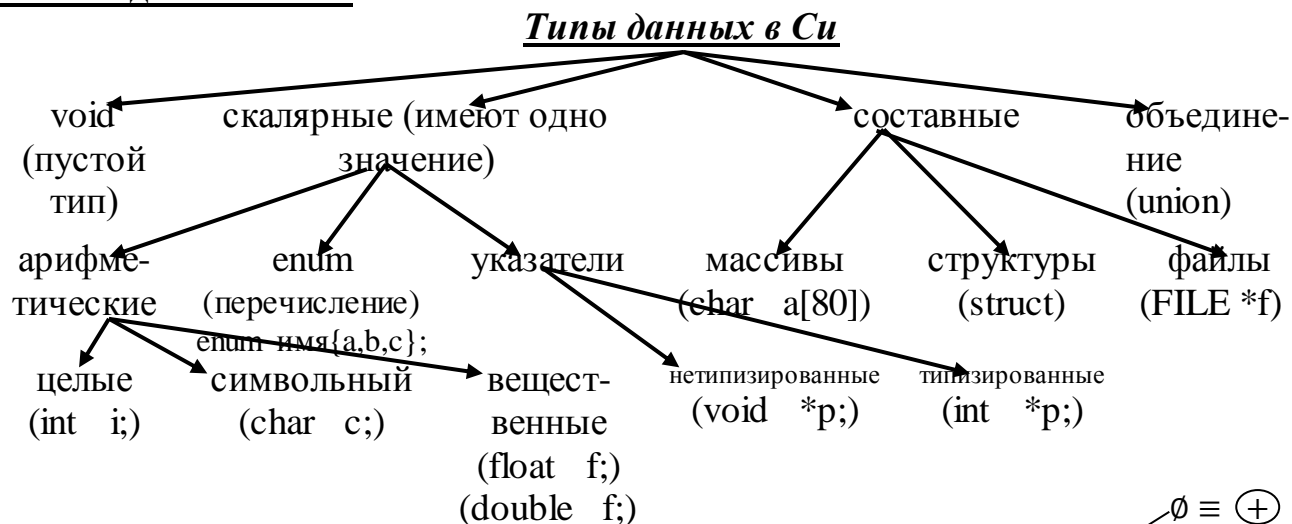 Типы данных в Си
void скалярные (имеют одно составные объедине-
(пустой значение) ние
тип) (union)
арифме- enum указатели массивы структуры файлы
тические (перечисление) (char a[80]) (struct) (FILE *f)
enum имя{a,b,c};
целые символьный вещест- нетипизированные типизированные
(int i;) (char c;) венные (void *p;) (int *p;)
(float f;)
(double f;)
∅ ≡ +